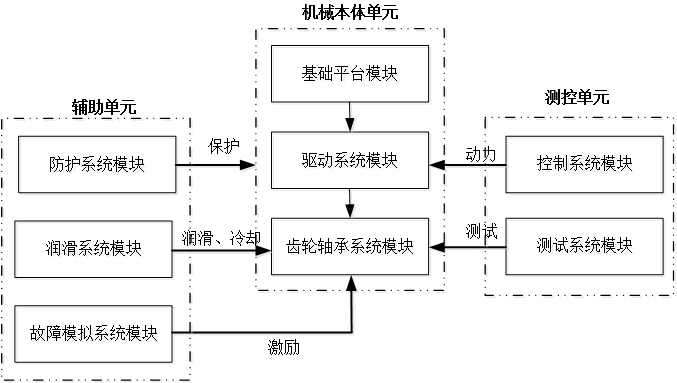 机械本体单元
基础平台模块
辅助单元
测控单元
防护系统模块
保护
驱动系统模块
动力
控制系统模块
润滑系统模块
润滑、冷却
齿轮轴承系统模块
测试
测试系统模块
故障模拟系统模块
激励